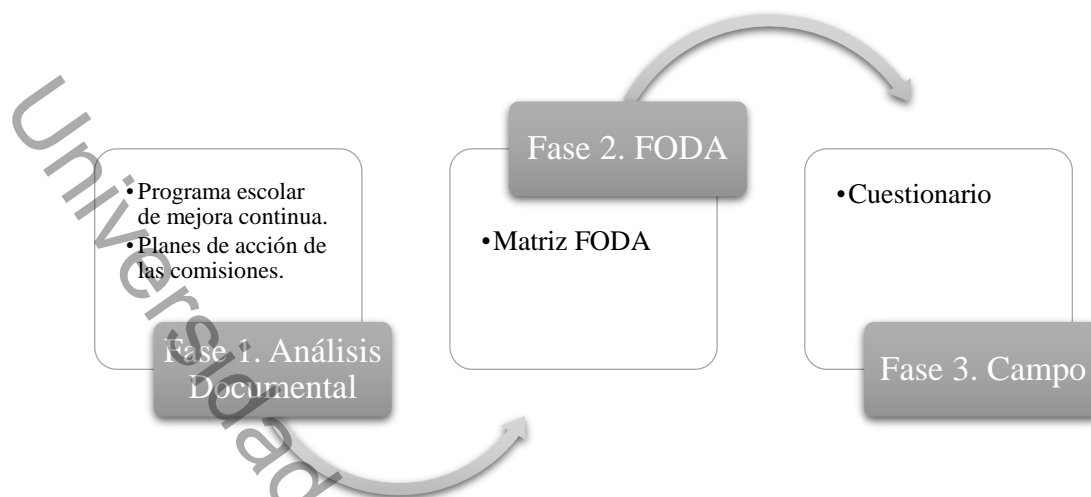 Universidad
•Programa escolar
de mejora continua.
•Planes de acción de
las comisiones.
Fase 1. Análisis
Documental
Fase 2. FODA
•Matriz FODA
•Cuestionario
Fase 3. Campo